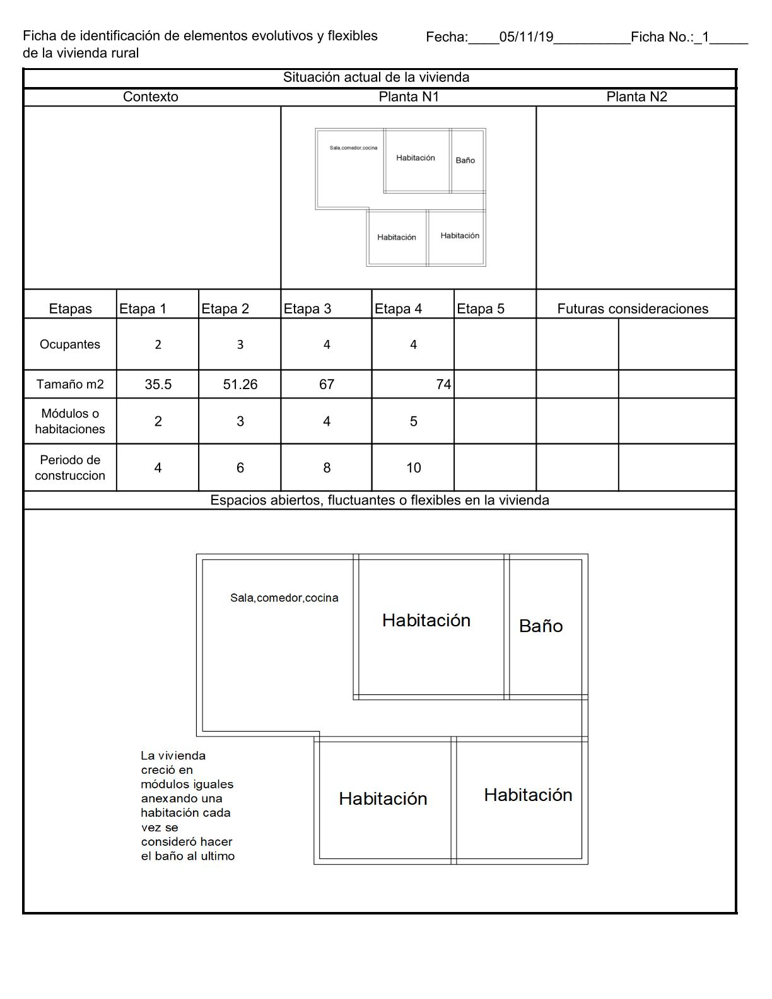 Ficha de identificación de elementos evolutivos y flexibles
de la vivienda rural
Fecha:____05/11/19__________Ficha No.:_1_____
Situación actual de la vivienda
Contexto Planta N1 Planta N2
Sala,comedor,cocina
Habitación
Baño
Habitación
Habitación
Etapas Etapa 1 Etapa 2 Etapa 3 Etapa 4 Etapa 5 Futuras consideraciones
Ocupantes 2 3 4 4
Tamaño m2 35.5 51.26 67 74
Módulos o
habitaciones 2 3 4 5
Periodo de
construccion 4 6 8 10
Espacios abiertos, fluctuantes o flexibles en la vivienda
Sala,comedor,cocina
Habitación
Baño
Habitación
Habitación
La vivienda
creció en
módulos iguales
anexando una
habitación cada
vez se
consideró hacer
el baño al ultimo